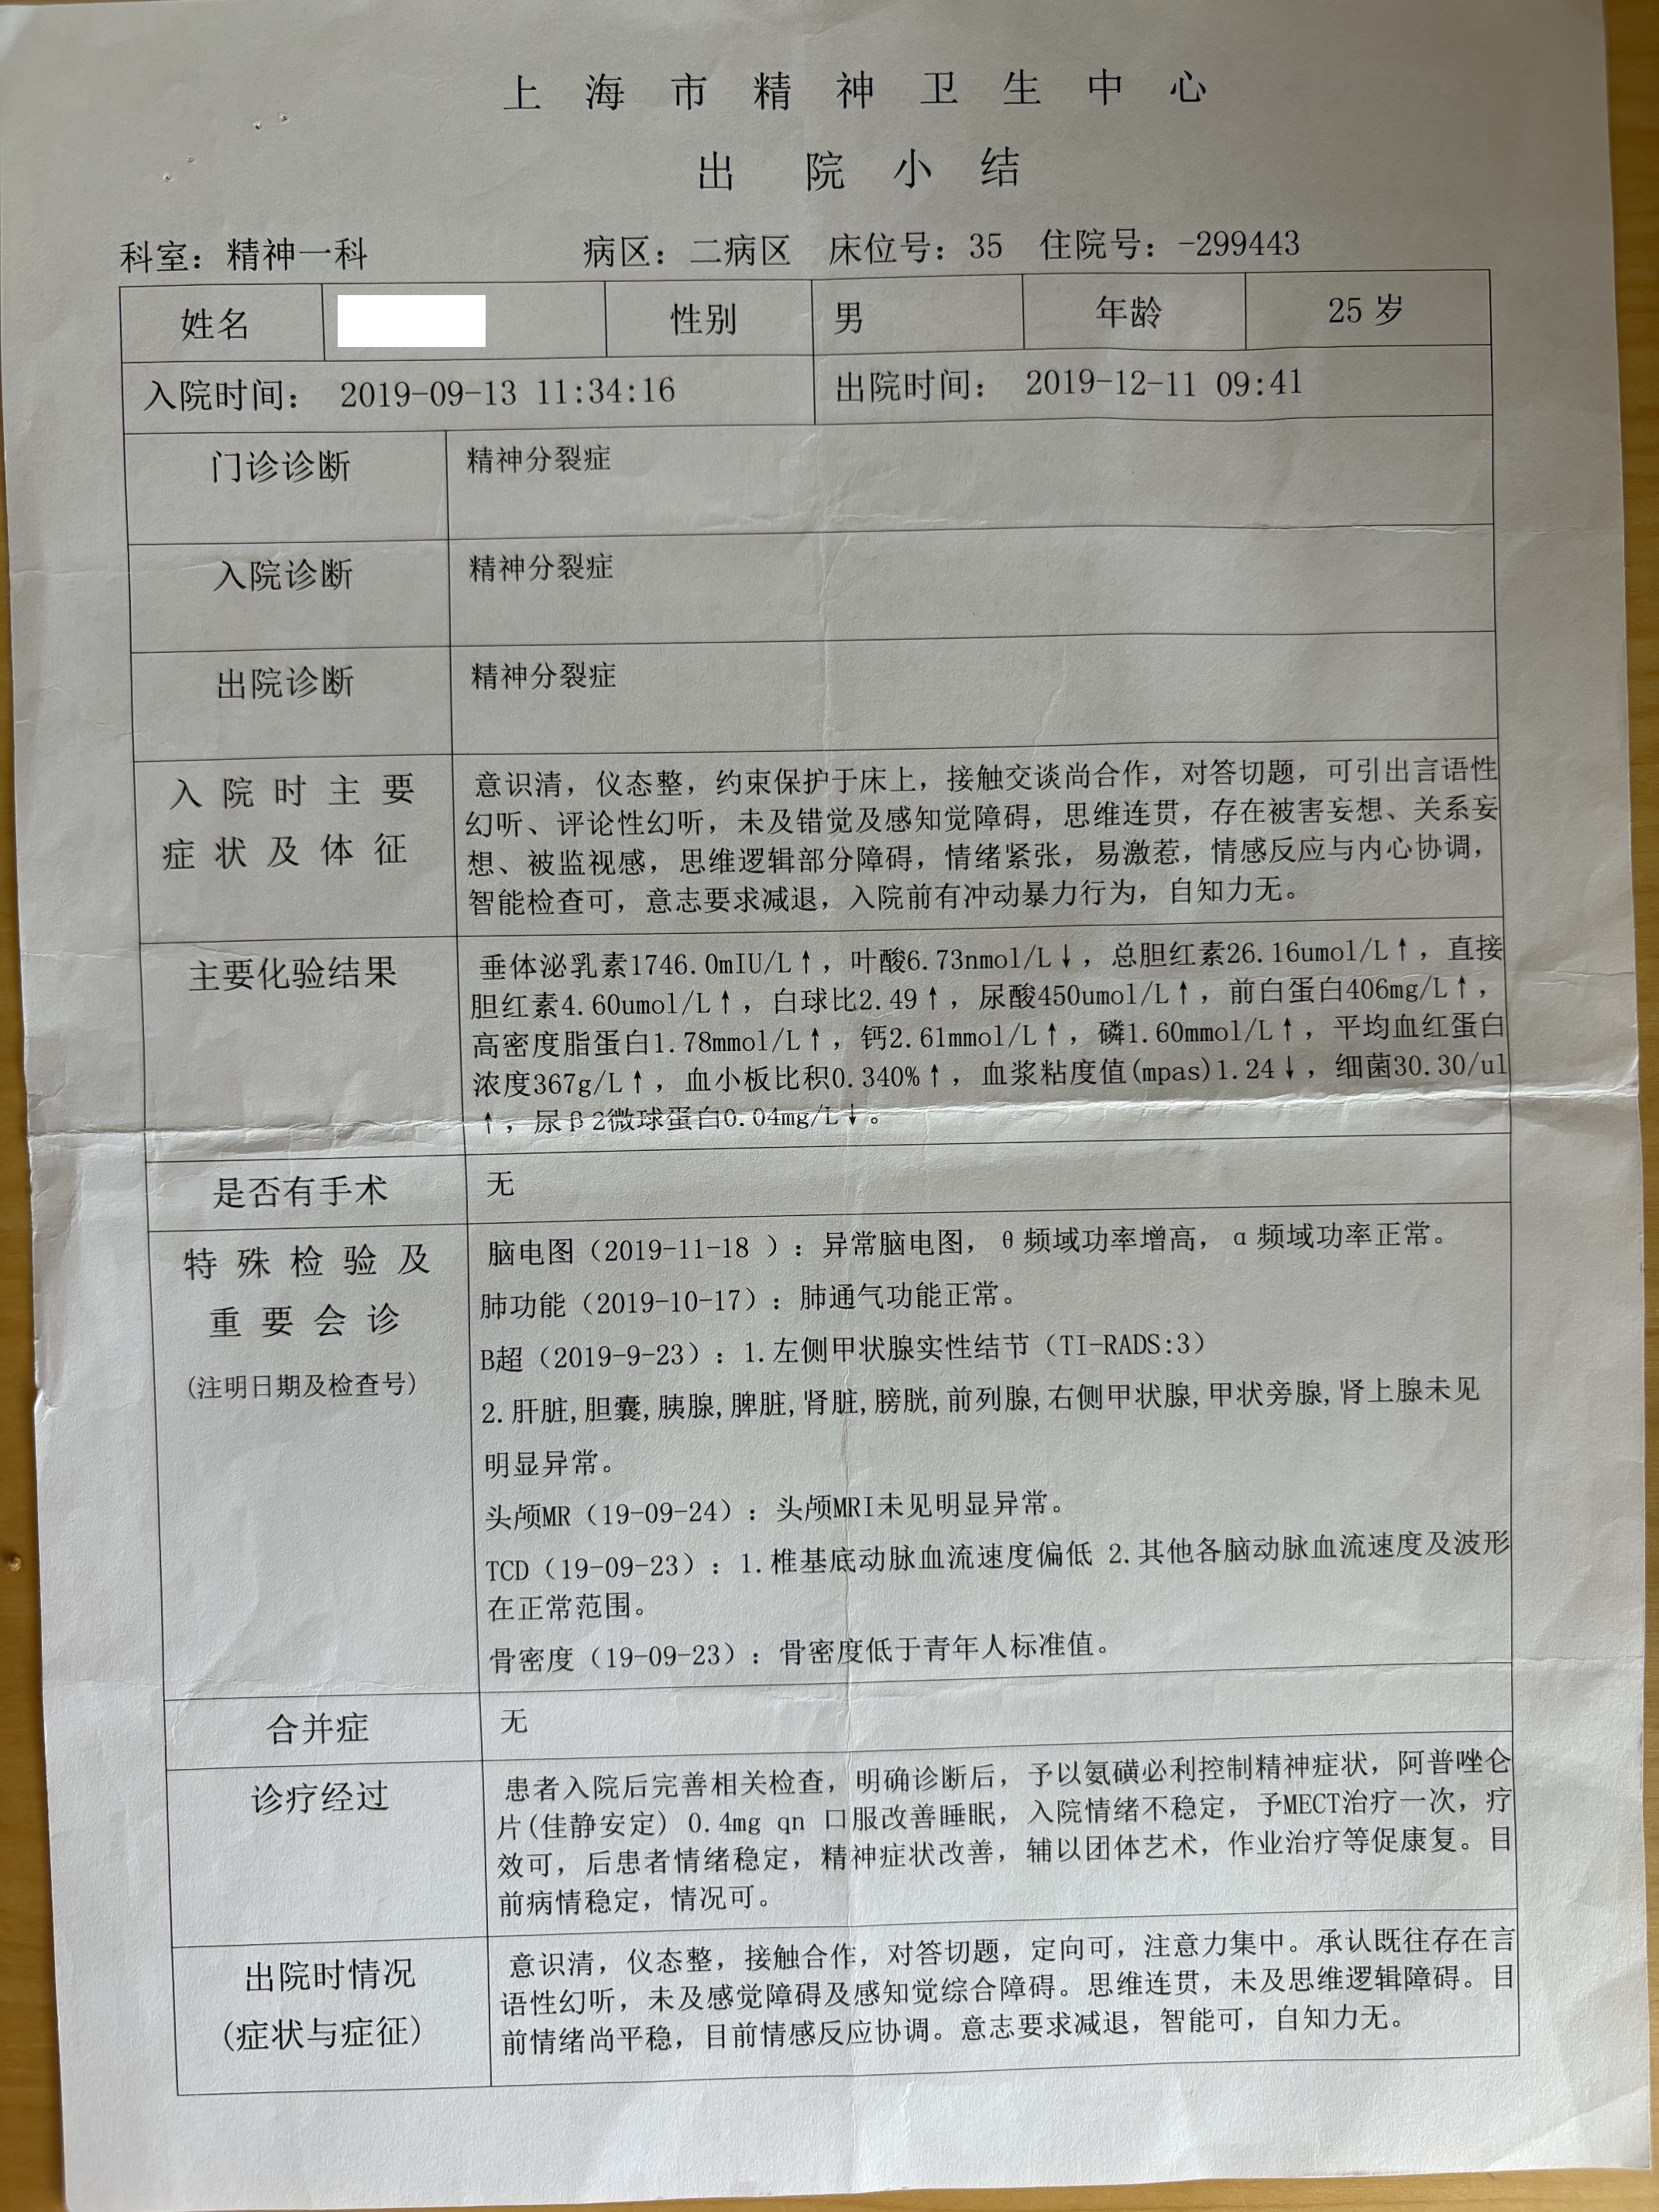 上海市精神卫生中心
出院小结
科室：精神一科 病区：二病区 床位号：35 住院号：-299443
姓名 性别 男 年龄 25 岁
入院时间： 2019-09-13 11:34:16 出院时间： 2019-12-11 09:41
门诊诊断 精神分裂症
入院诊断 精神分裂症
出院诊断 精神分裂症
入院时主要
症状及体征
意识清，仪态整，约束保护于床上，接触交谈尚合作，对答切题，可引出言语性
幻听、评论性幻听，未及错觉及感知觉障碍，思维连贯，存在被害妄想、关系妄
想、被监视感，思维逻辑部分障碍，情绪紧张，易激惹，情感反应与内心协调，
智能检查可，意志要求减退，入院前有冲动暴力行为，自知力无。
主要化验结果
垂体泌乳素1746.0mIU/L↑，叶酸6.73nmol/L↓，总胆红素26.16umol/L↑，直接
胆红素4.60umol/L↑，白球比2.49↑，尿酸450umol/L↑，前白蛋白406mg/L↑，
高密度脂蛋白1.78mmol/L↑，钙2.61mmol/L↑，磷1.60mmol/L↑，平均血红蛋白
浓度367g/L↑，血小板比积0.340%↑，血浆粘度值(mpas)1.24↓，细菌30.30/ul
↑，尿β2微球蛋白0.04mg/L↓。
是否有手术 无
特殊检验及
重要会诊
(注明日期及检查号)
脑电图（2019-11-18 ）：异常脑电图，θ频域功率增高，α频域功率正常。
肺功能（2019-10-17）：肺通气功能正常。
B超（2019-9-23）：1.左侧甲状腺实性结节（TI-RADS:3）
2.肝脏,胆囊,胰腺,脾脏,肾脏,膀胱,前列腺,右侧甲状腺,甲状旁腺,肾上腺未见
明显异常。
头颅MR（19-09-24）：头颅MRI未见明显异常。
TCD（19-09-23）：1.椎基底动脉血流速度偏低 2.其他各脑动脉血流速度及波形
在正常范围。
骨密度（19-09-23）：骨密度低于青年人标准值。
合并症 无
诊疗经过
患者入院后完善相关检查，明确诊断后，予以氨磺必利控制精神症状，阿普唑仑
片(佳静安定) 0.4mg qn 口服改善睡眠，入院情绪不稳定，予MECT治疗一次，疗
效可，后患者情绪稳定，精神症状改善，辅以团体艺术，作业治疗等促康复。目
前病情稳定，情况可。
出院时情况
(症状与症征)
意识清，仪态整，接触合作，对答切题，定向可，注意力集中。承认既往存在言
语性幻听，未及感觉障碍及感知觉综合障碍。思维连贯，未及思维逻辑障碍。目
前情绪尚平稳，目前情感反应协调。意志要求减退，智能可，自知力无。